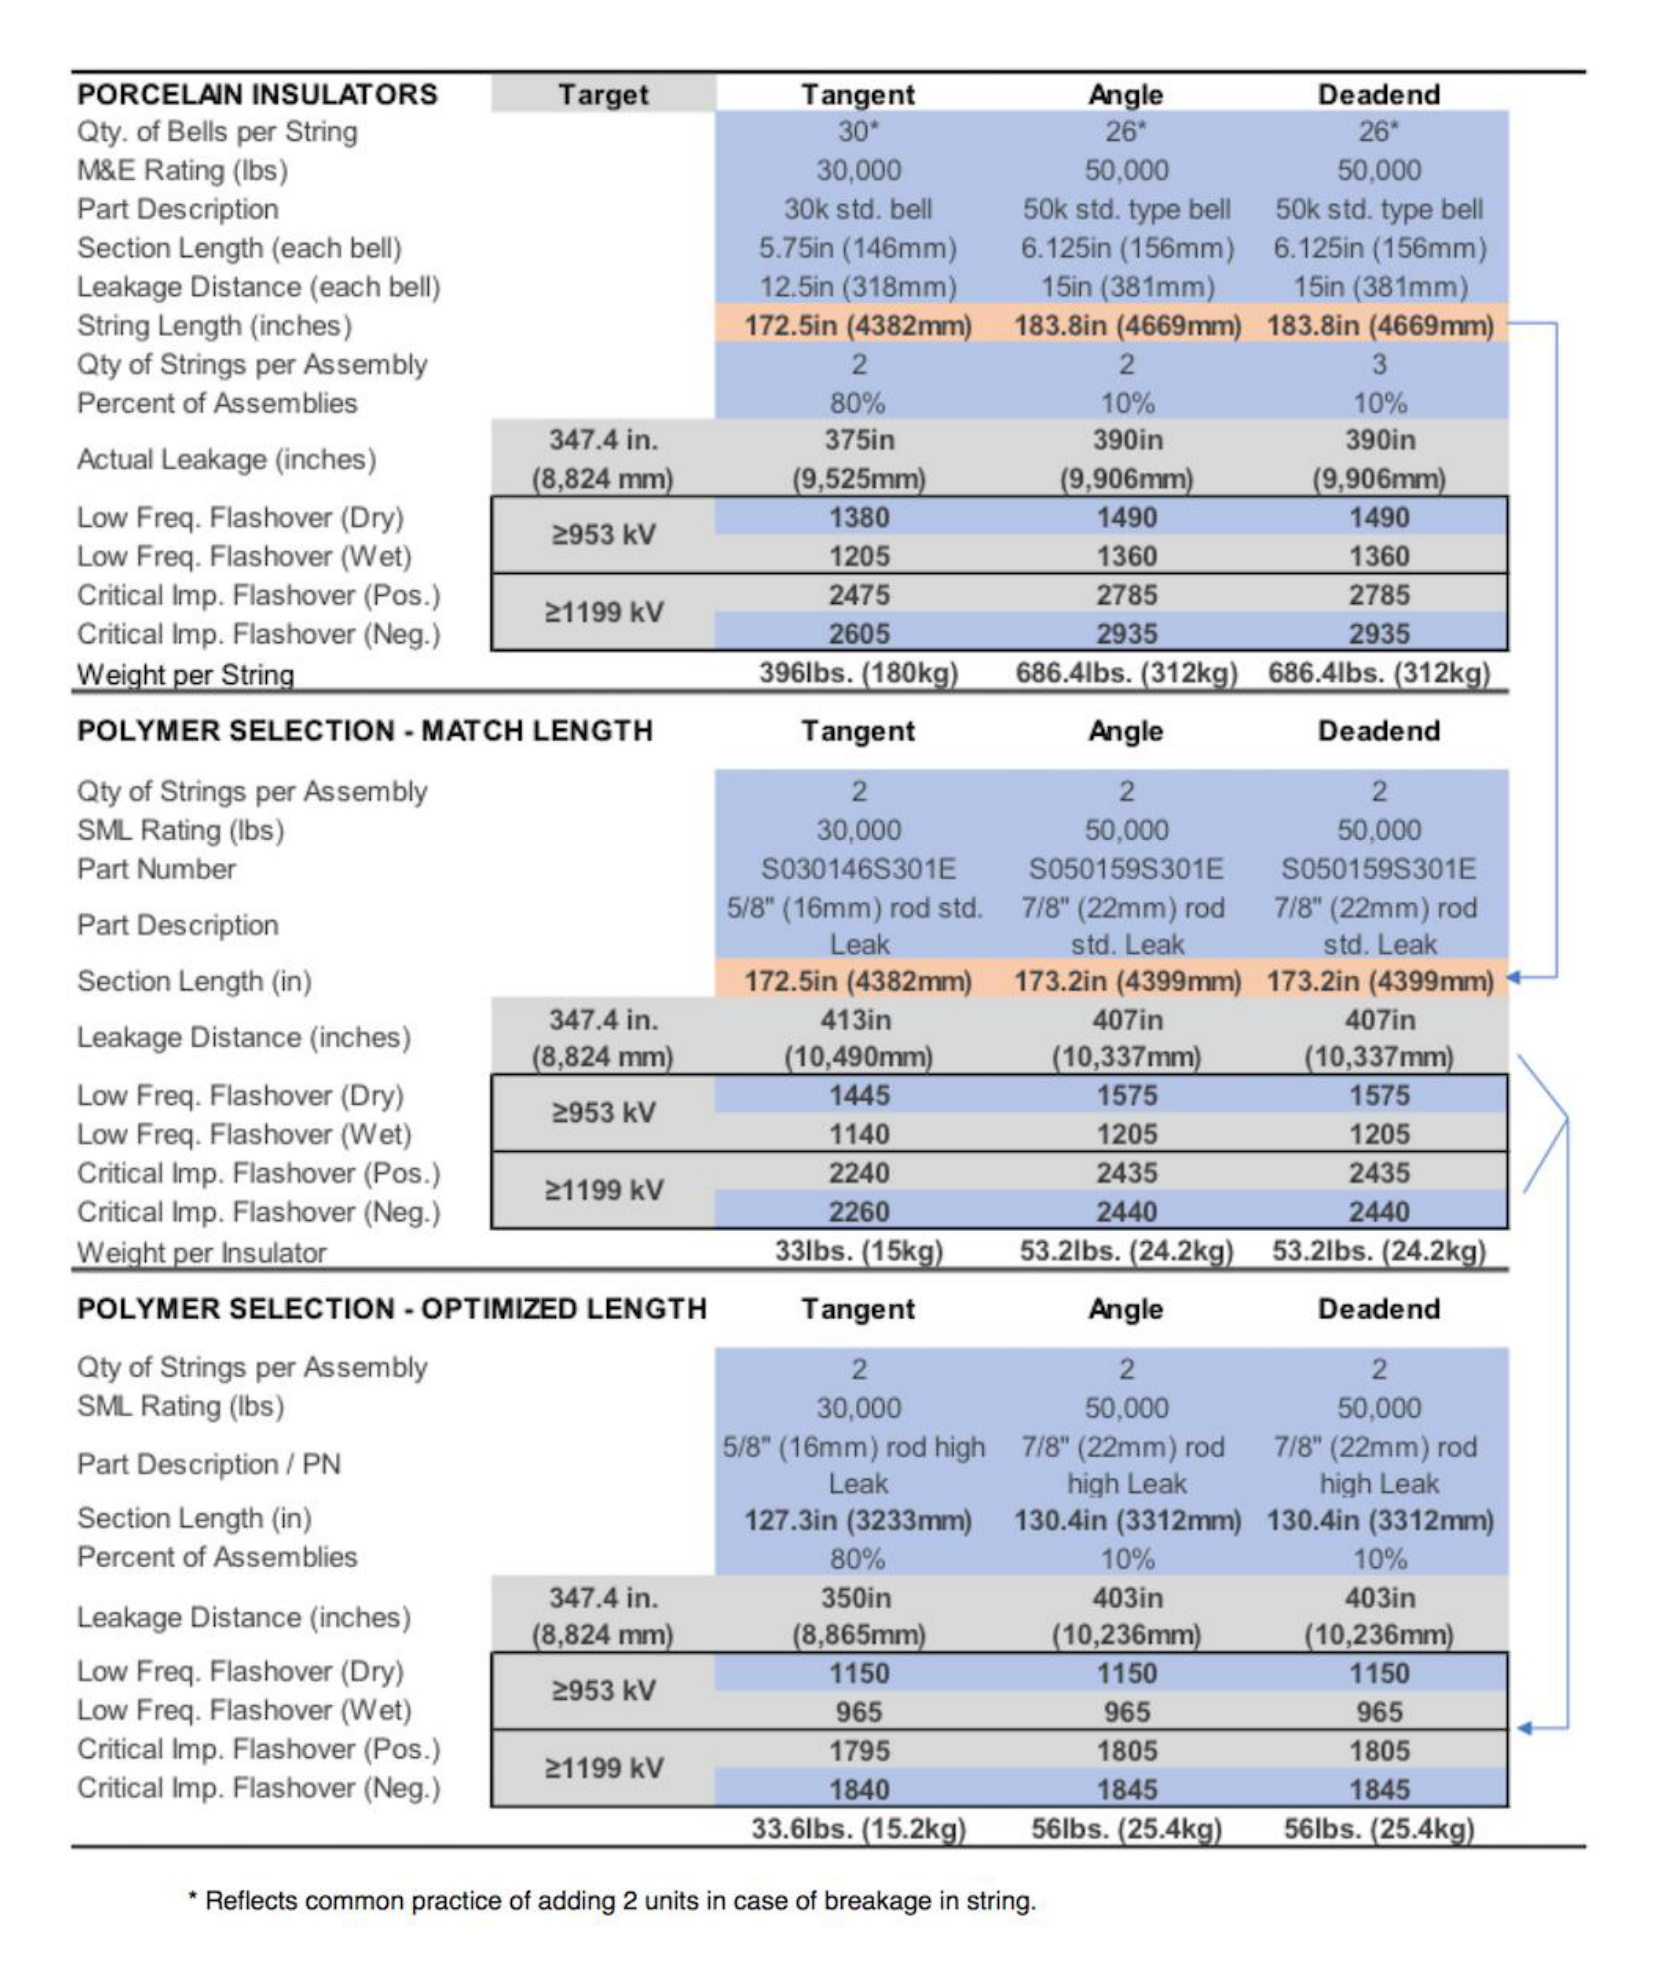 PORCELAIN INSULATORS Target Tangent Angle Deadend
Qty. of Bells per String 30* 26* 26*
M&E Rating (lbs) 30,000 50,000 50,000
Part Description 30k std. bell 50k std. type bell 50k std. type bell
Section Length (each bell) 5.75in (146mm) 6.125in (156mm) 6.125in (156mm)
Leakage Distance (each bell) 12.5in (318mm) 15in (381mm) 15in (381mm)
String Length (inches) 172.5in (4382mm) 183.8in (4669mm) 183.8in (4669mm)
Qty of Strings per Assembly 2 2 3
Percent of Assemblies 80% 10% 10%
Actual Leakage (inches) 347.4 in. 375in 390in 390in
(8,824 mm) (9,525mm) (9,906mm) (9,906mm)
Low Freq. Flashover (Dry) ≥953 kV 1380 1490 1490
Low Freq. Flashover (Wet) 1205 1360 1360
Critical Imp. Flashover (Pos.) ≥1199 kV 2475 2785 2785
Critical Imp. Flashover (Neg.) 2605 2935 2935
Weight per String 396lbs. (180kg) 686.4lbs. (312kg) 686.4lbs. (312kg)
POLYMER SELECTION - MATCH LENGTH Tangent Angle Deadend
Qty of Strings per Assembly 2 2 2
SML Rating (lbs) 30,000 50,000 50,000
Part Number S030146S301E S050159S301E S050159S301E
Part Description 5/8" (16mm) rod std. 7/8" (22mm) rod 7/8" (22mm) rod
Leak std. Leak std. Leak
Section Length (in) 172.5in (4382mm) 173.2in (4399mm) 173.2in (4399mm)
Leakage Distance (inches) 347.4 in. 413in 407in 407in
(8,824 mm) (10,490mm) (10,337mm) (10,337mm)
Low Freq. Flashover (Dry) ≥953 kV 1445 1575 1575
Low Freq. Flashover (Wet) 1140 1205 1205
Critical Imp. Flashover (Pos.) ≥1199 kV 2240 2435 2435
Critical Imp. Flashover (Neg.) 2260 2440 2440
Weight per Insulator 33lbs. (15kg) 53.2lbs. (24.2kg) 53.2lbs. (24.2kg)
POLYMER SELECTION - OPTIMIZED LENGTH Tangent Angle Deadend
Qty of Strings per Assembly 2 2 2
SML Rating (lbs) 30,000 50,000 50,000
Part Description / PN 5/8" (16mm) rod high 7/8" (22mm) rod 7/8" (22mm) rod
Leak high Leak high Leak
Section Length (in) 127.3in (3233mm) 130.4in (3312mm) 130.4in (3312mm)
Percent of Assemblies 80% 10% 10%
Leakage Distance (inches) 347.4 in. 350in 403in 403in
(8,824 mm) (8,865mm) (10,236mm) (10,236mm)
Low Freq. Flashover (Dry) ≥953 kV 1150 1150 1150
Low Freq. Flashover (Wet) 965 965 965
Critical Imp. Flashover (Pos.) ≥1199 kV 1795 1805 1805
Critical Imp. Flashover (Neg.) 1840 1845 1845
33.6lbs. (15.2kg) 56lbs. (25.4kg) 56lbs. (25.4kg)
* Reflects common practice of adding 2 units in case of breakage in string.